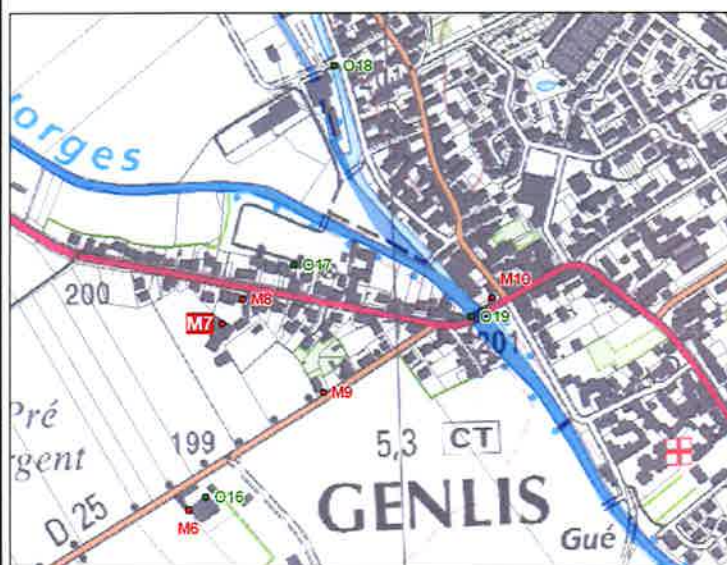 O18
orges
O17
200
M8
M10
M7
O19
201
M9
Pré
rgent
199
5,3
CT
O16
GENLIS
M6
D 25
Gué